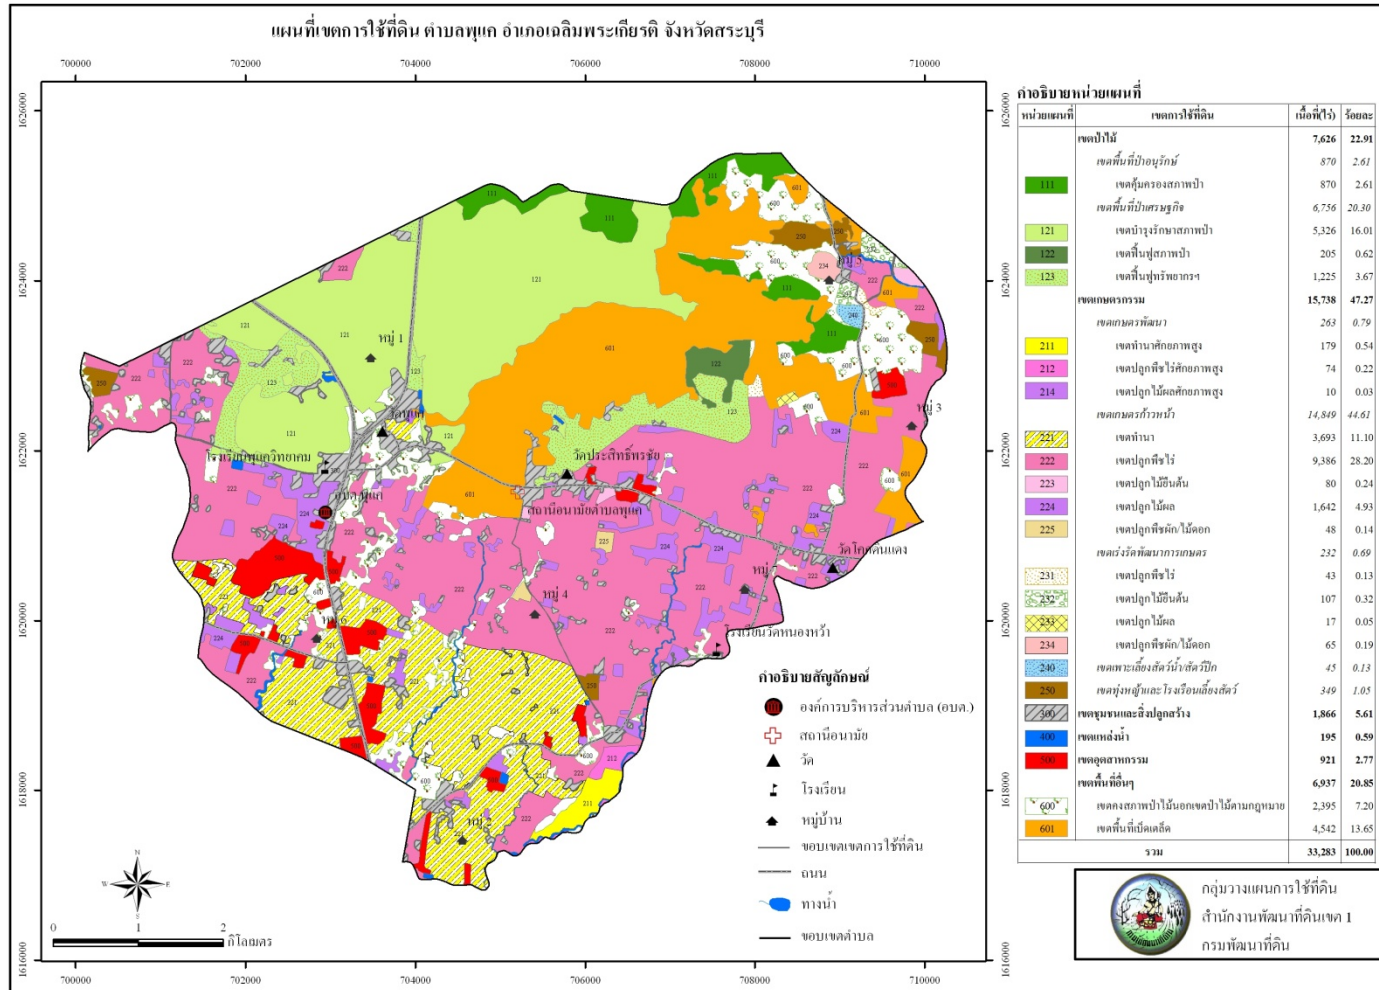 แผนที่เขตการใช้ที่ดิน ตำบลพุแค อำเภอเฉลิมพระเกียรติ จังหวัดสระบุรี
700000 702000 704000 706000 708000 710000
1626000
1624000
1622000
1620000
1618000
1616000
หมู่ 1
หมู่ 5
หมู่ 3
วัดพุแค
โรงเรียนพุแควิทยาคม
อบต.พุแค
วัดประสิทธิ์พรชัย
สถานีอนามัยตำบลพุแค
วัดโคกดินแดง
หมู่ 7
หมู่ 4
หมู่ 6
โรงเรียนวัดหนองหว้า
หมู่ 2
คำอธิบายสัญลักษณ์
องค์การบริหารส่วนตำบล (อบต.)
สถานีอนามัย
วัด
โรงเรียน
หมู่บ้าน
ขอบเขตเขตการใช้ที่ดิน
ถนน
ทางน้ำ
ขอบเขตตำบล
N
W E
S
0 1 2
กิโลเมตร
700000 702000 704000 706000 708000 710000
คำอธิบายหน่วยแผนที่
หน่วยแผนที่ เขตการใช้ที่ดิน เนื้อที่(ไร่) ร้อยละ
เขตป่าไม้ 7,626 22.91
เขตพื้นที่ป่าอนุรักษ์ 870 2.61
111 เขตคุ้มครองสภาพป่า 870 2.61
เขตพื้นที่ป่าเศรษฐกิจ 6,756 20.30
121 เขตบำรุงรักษาสภาพป่า 5,326 16.01
122 เขตฟื้นฟูสภาพป่า 205 0.62
123 เขตฟื้นฟูทรัพยากรฯ 1,225 3.67
เขตเกษตรกรรม 15,738 47.27
เขตเกษตรพัฒนา 263 0.79
211 เขตทำนาศักยภาพสูง 179 0.54
212 เขตปลูกพืชไร่ศักยภาพสูง 74 0.22
214 เขตปลูกไม้ผลศักยภาพสูง 10 0.03
เขตเกษตรก้าวหน้า 14,849 44.61
221 เขตทำนา 3,693 11.10
222 เขตปลูกพืชไร่ 9,386 28.20
223 เขตปลูกไม้ยืนต้น 80 0.24
224 เขตปลูกไม้ผล 1,642 4.93
225 เขตปลูกพืชผัก/ไม้ดอก 48 0.14
เขตเร่งรัดพัฒนาการเกษตร 232 0.69
231 เขตปลูกพืชไร่ 43 0.13
232 เขตปลูกไม้ยืนต้น 107 0.32
233 เขตปลูกไม้ผล 17 0.05
234 เขตปลูกพืชผัก/ไม้ดอก 65 0.19
240 เขตเพาะเลี้ยงสัตว์น้ำ/สัตว์ปีก 45 0.13
250 เขตทุ่งหญ้าและโรงเรือนเลี้ยงสัตว์ 349 1.05
300 เขตชุมชนและสิ่งปลูกสร้าง 1,866 5.61
400 เขตแหล่งน้ำ 195 0.59
500 เขตอุตสาหกรรม 921 2.77
เขตพื้นที่อื่นๆ 6,937 20.85
600 เขตคงสภาพป่าไม้นอกเขตป่าไม้ตามกฎหมาย 2,395 7.20
601 เขตพื้นที่เบ็ดเตล็ด 4,542 13.65
รวม 33,283 100.00
กลุ่มวางแผนการใช้ที่ดิน
สำนักงานพัฒนาที่ดินเขต 1
กรมพัฒนาที่ดิน